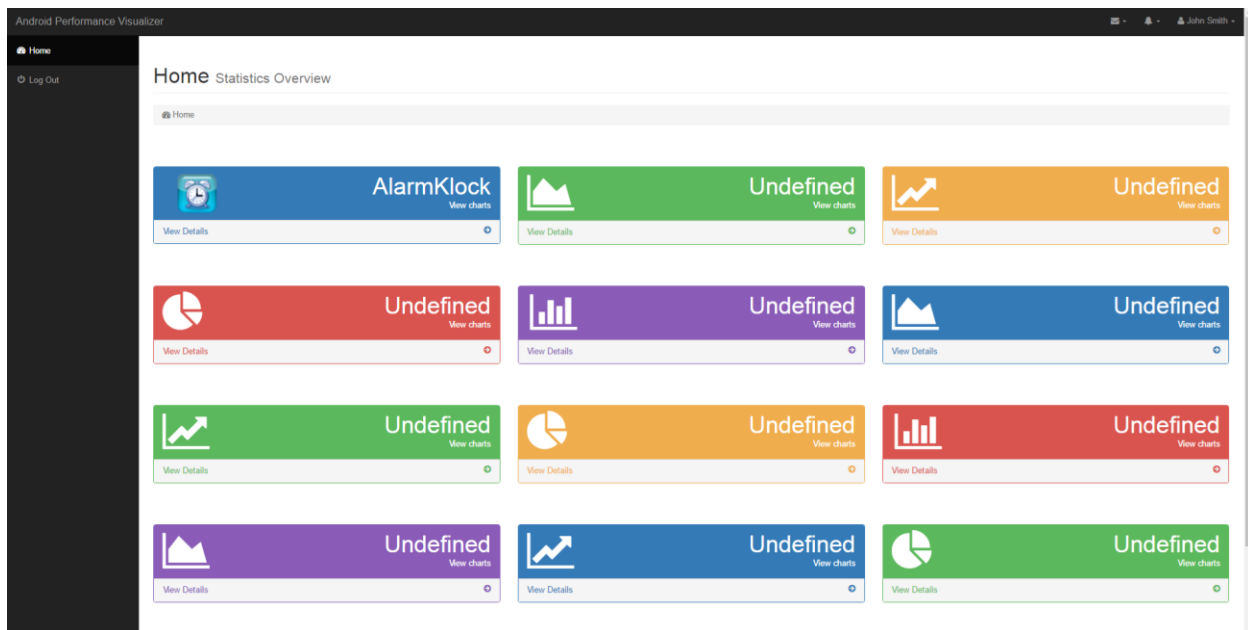 Android Performance Visualizer
John Smith
Home
Log Out
Home Statistics Overview
Home
AlarmKlock
View charts
View Details
Undefined
View charts
View Details
Undefined
View charts
View Details
Undefined
View charts
View Details
Undefined
View charts
View Details
Undefined
View charts
View Details
Undefined
View charts
View Details
Undefined
View charts
View Details
Undefined
View charts
View Details
Undefined
View charts
View Details
Undefined
View charts
View Details
Undefined
View charts
View Details